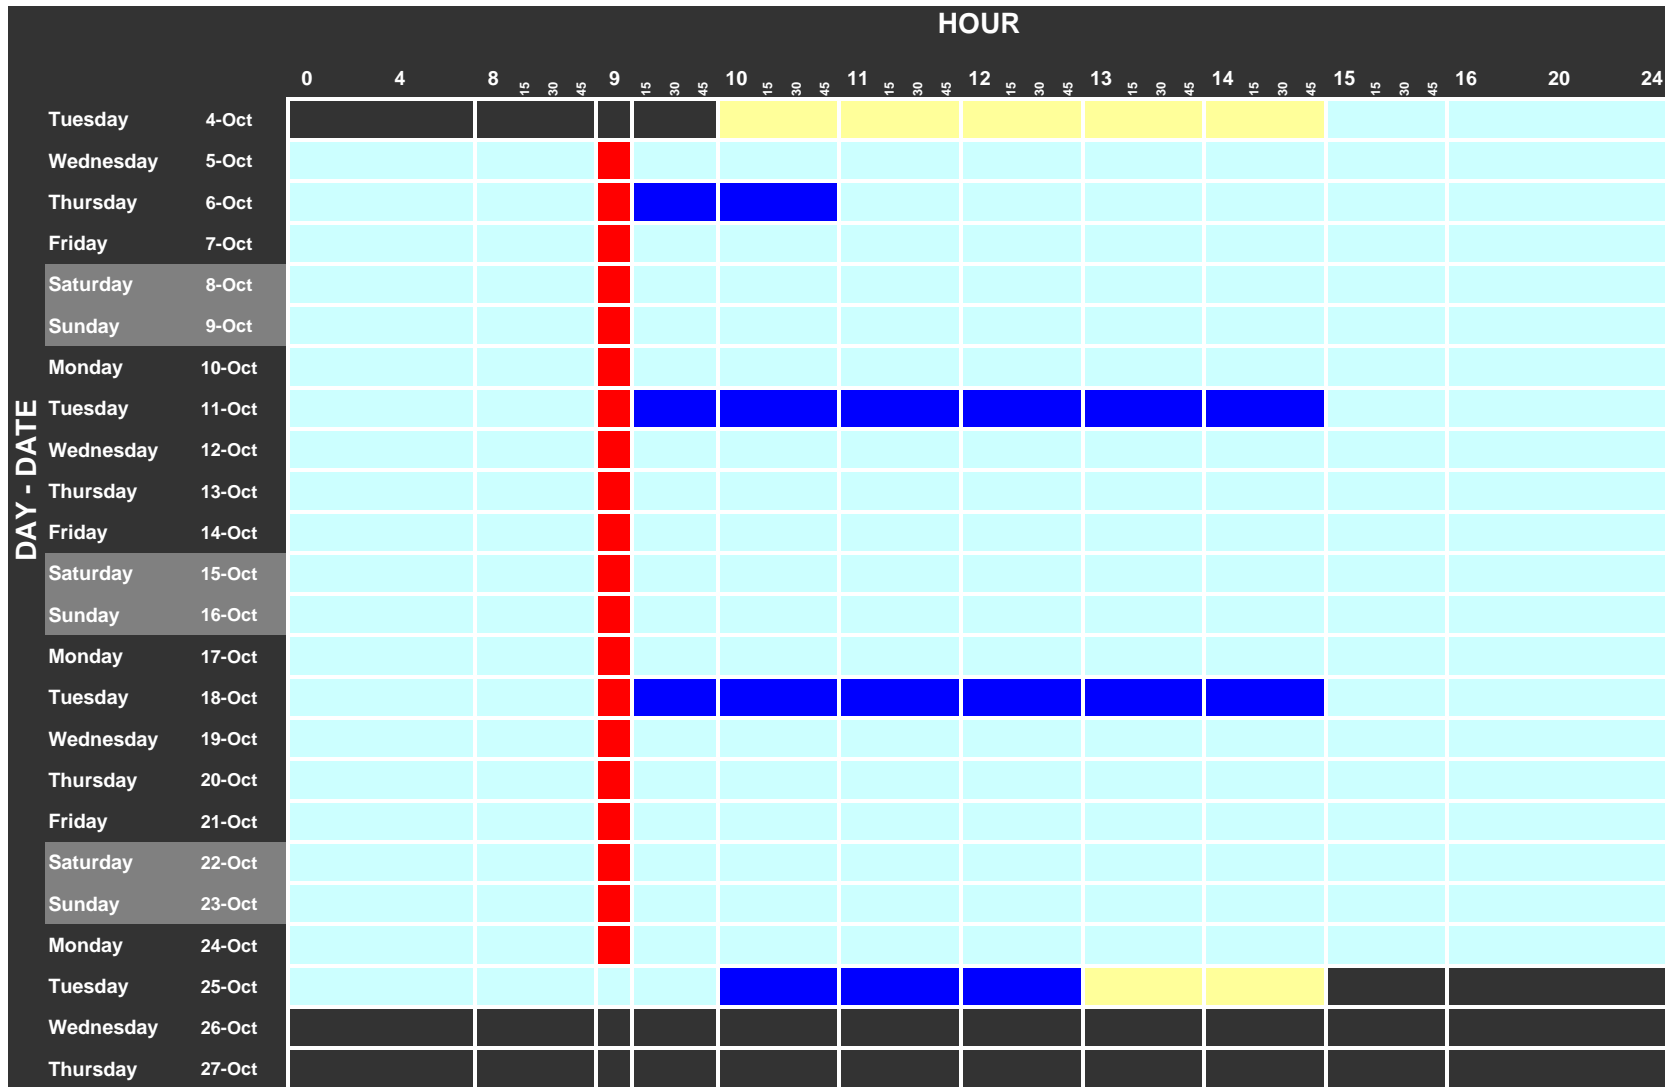 HOUR
0 4 8 15 30 45 9 15 30 45 10 15 30 45 11 15 30 45 12 15 30 45 13 15 30 45 14 15 30 45 15 15 30 45 16 20 24
DAY - DATE
Tuesday 4-Oct
Wednesday 5-Oct
Thursday 6-Oct
Friday 7-Oct
Saturday 8-Oct
Sunday 9-Oct
Monday 10-Oct
Tuesday 11-Oct
Wednesday 12-Oct
Thursday 13-Oct
Friday 14-Oct
Saturday 15-Oct
Sunday 16-Oct
Monday 17-Oct
Tuesday 18-Oct
Wednesday 19-Oct
Thursday 20-Oct
Friday 21-Oct
Saturday 22-Oct
Sunday 23-Oct
Monday 24-Oct
Tuesday 25-Oct
Wednesday 26-Oct
Thursday 27-Oct